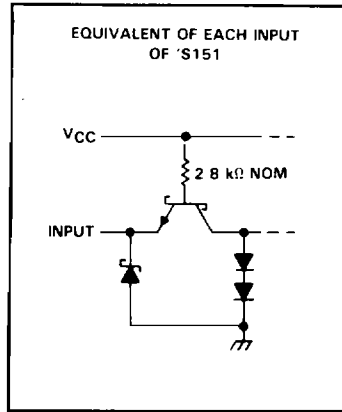 EQUIVALENT OF EACH INPUT
OF 'S151
VCC
2 8 kΩ NOM
INPUT